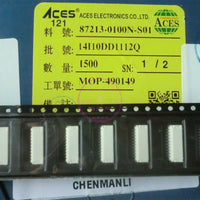 ACES ACES ELECTRONICS CO.,LTD.
121
料 號: 87213-0100N-S01
批 號: 14I10DD1112Q
數 量: 1500 SN: 1 / 2
工單號: MOP-490149
ACES
CHENMANLI